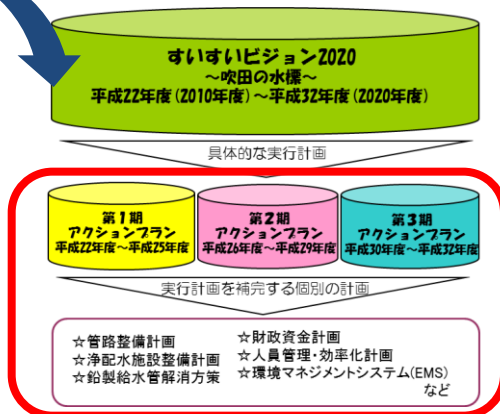 すいすいビジョン2020
～吹田の水標～
平成22年度(2010年度)～平成32年度(2020年度)
具体的な実行計画
第1期
アクションプラン
平成22年度～平成25年度
第2期
アクションプラン
平成26年度～平成29年度
第3期
アクションプラン
平成30年度～平成32年度
実行計画を補完する個別の計画
☆管路整備計画
☆浄配水施設整備計画
☆鉛製給水管解消方策
☆財政資金計画
☆人員管理・効率化計画
☆環境マネジメントシステム(EMS)
など